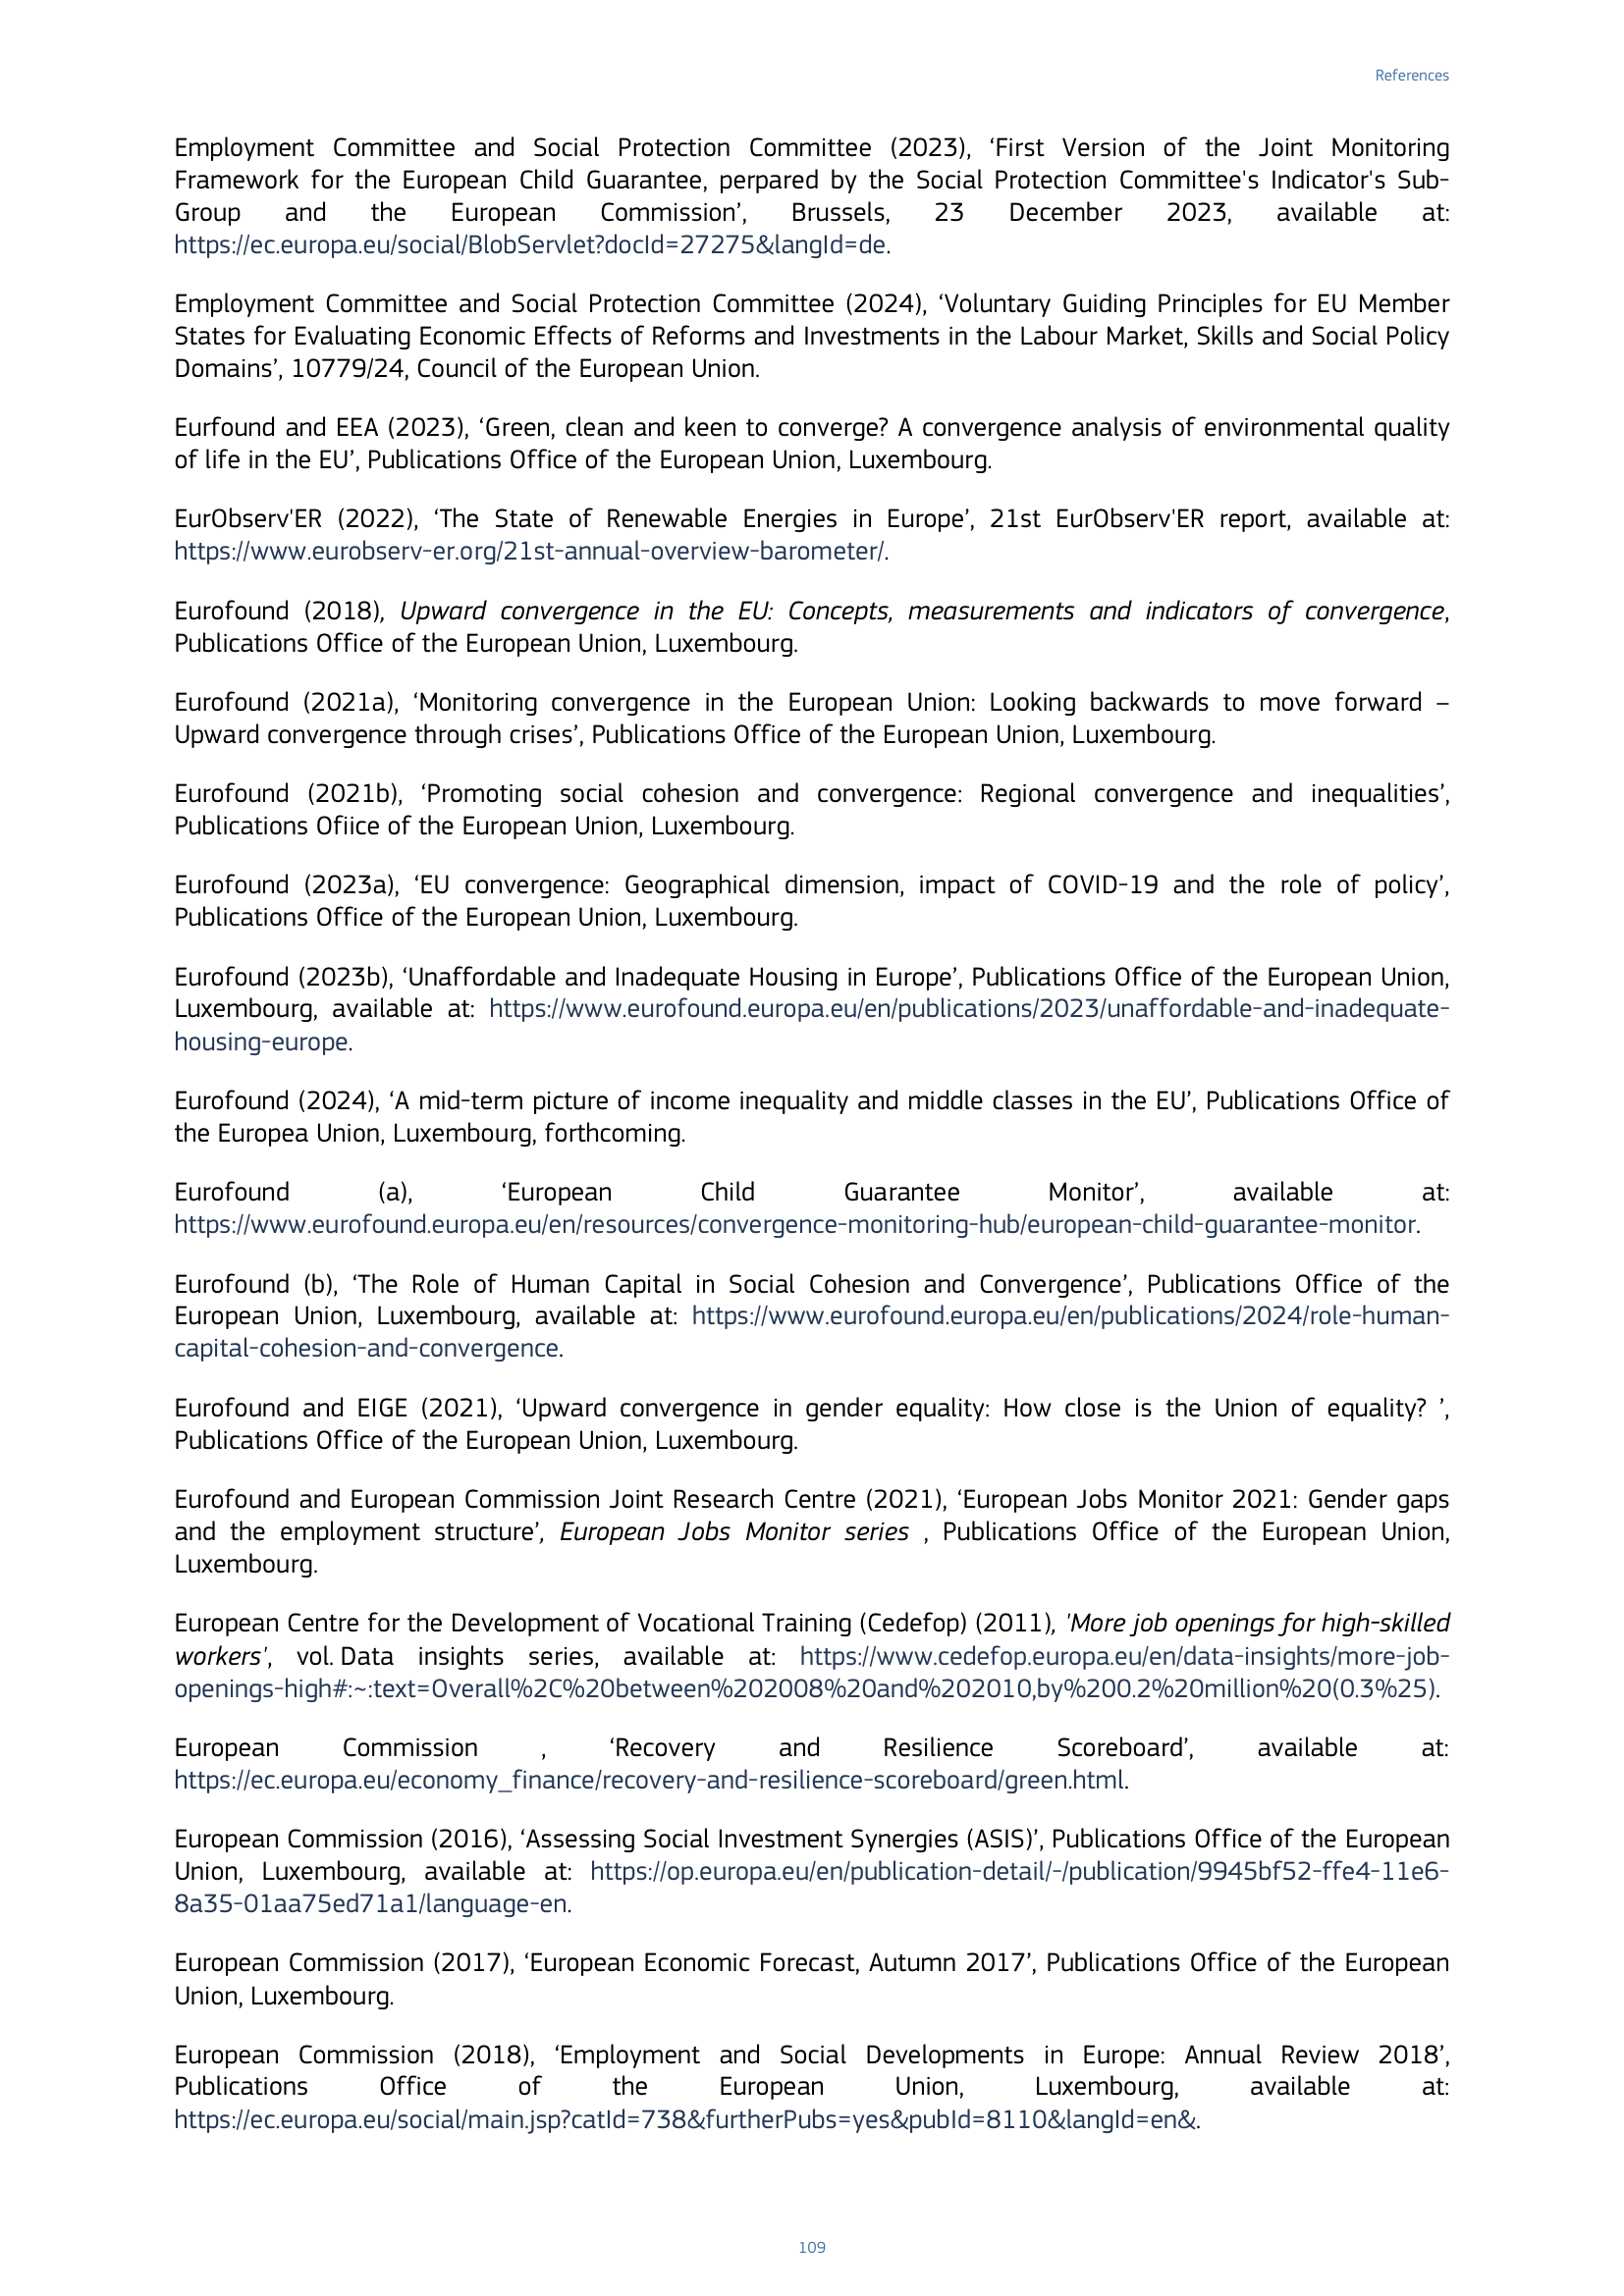 References
Employment Committee and Social Protection Committee (2023), ‘First Version of the Joint Monitoring
Framework for the European Child Guarantee, perpared by the Social Protection Committee's Indicator's Sub-
Group and the European Commission’, Brussels, 23 December 2023, available at:
https://ec.europa.eu/social/BlobServlet?docId=27275&langId=de.
Employment Committee and Social Protection Committee (2024), ‘Voluntary Guiding Principles for EU Member
States for Evaluating Economic Effects of Reforms and Investments in the Labour Market, Skills and Social Policy
Domains’, 10779/24, Council of the European Union.
Eurfound and EEA (2023), ‘Green, clean and keen to converge? A convergence analysis of environmental quality
of life in the EU’, Publications Office of the European Union, Luxembourg.
EurObserv'ER (2022), ‘The State of Renewable Energies in Europe’, 21st EurObserv'ER report, available at:
https://www.eurobserv-er.org/21st-annual-overview-barometer/.
Eurofound (2018), Upward convergence in the EU: Concepts, measurements and indicators of convergence,
Publications Office of the European Union, Luxembourg.
Eurofound (2021a), ‘Monitoring convergence in the European Union: Looking backwards to move forward –
Upward convergence through crises’, Publications Office of the European Union, Luxembourg.
Eurofound (2021b), ‘Promoting social cohesion and convergence: Regional convergence and inequalities’,
Publications Ofiice of the European Union, Luxembourg.
Eurofound (2023a), ‘EU convergence: Geographical dimension, impact of COVID-19 and the role of policy’,
Publications Office of the European Union, Luxembourg.
Eurofound (2023b), ‘Unaffordable and Inadequate Housing in Europe’, Publications Office of the European Union,
Luxembourg, available at: https://www.eurofound.europa.eu/en/publications/2023/unaffordable-and-inadequate-
housing-europe.
Eurofound (2024), ‘A mid-term picture of income inequality and middle classes in the EU’, Publications Office of
the Europea Union, Luxembourg, forthcoming.
Eurofound (a), ‘European Child Guarantee Monitor’, available at:
https://www.eurofound.europa.eu/en/resources/convergence-monitoring-hub/european-child-guarantee-monitor.
Eurofound (b), ‘The Role of Human Capital in Social Cohesion and Convergence’, Publications Office of the
European Union, Luxembourg, available at: https://www.eurofound.europa.eu/en/publications/2024/role-human-
capital-cohesion-and-convergence.
Eurofound and EIGE (2021), ‘Upward convergence in gender equality: How close is the Union of equality? ’,
Publications Office of the European Union, Luxembourg.
Eurofound and European Commission Joint Research Centre (2021), ‘European Jobs Monitor 2021: Gender gaps
and the employment structure’, European Jobs Monitor series , Publications Office of the European Union,
Luxembourg.
European Centre for the Development of Vocational Training (Cedefop) (2011), 'More job openings for high-skilled
workers', vol. Data insights series, available at: https://www.cedefop.europa.eu/en/data-insights/more-job-
openings-high#:~:text=Overall%2C%20between%202008%20and%202010,by%200.2%20million%20(0.3%25).
European Commission , ‘Recovery and Resilience Scoreboard’, available at:
https://ec.europa.eu/economy_finance/recovery-and-resilience-scoreboard/green.html.
European Commission (2016), ‘Assessing Social Investment Synergies (ASIS)’, Publications Office of the European
Union, Luxembourg, available at: https://op.europa.eu/en/publication-detail/-/publication/9945bf52-ffe4-11e6-
8a35-01aa75ed71a1/language-en.
European Commission (2017), ‘European Economic Forecast, Autumn 2017’, Publications Office of the European
Union, Luxembourg.
European Commission (2018), ‘Employment and Social Developments in Europe: Annual Review 2018’,
Publications Office of the European Union, Luxembourg, available at:
https://ec.europa.eu/social/main.jsp?catId=738&furtherPubs=yes&pubId=8110&langId=en&.
109